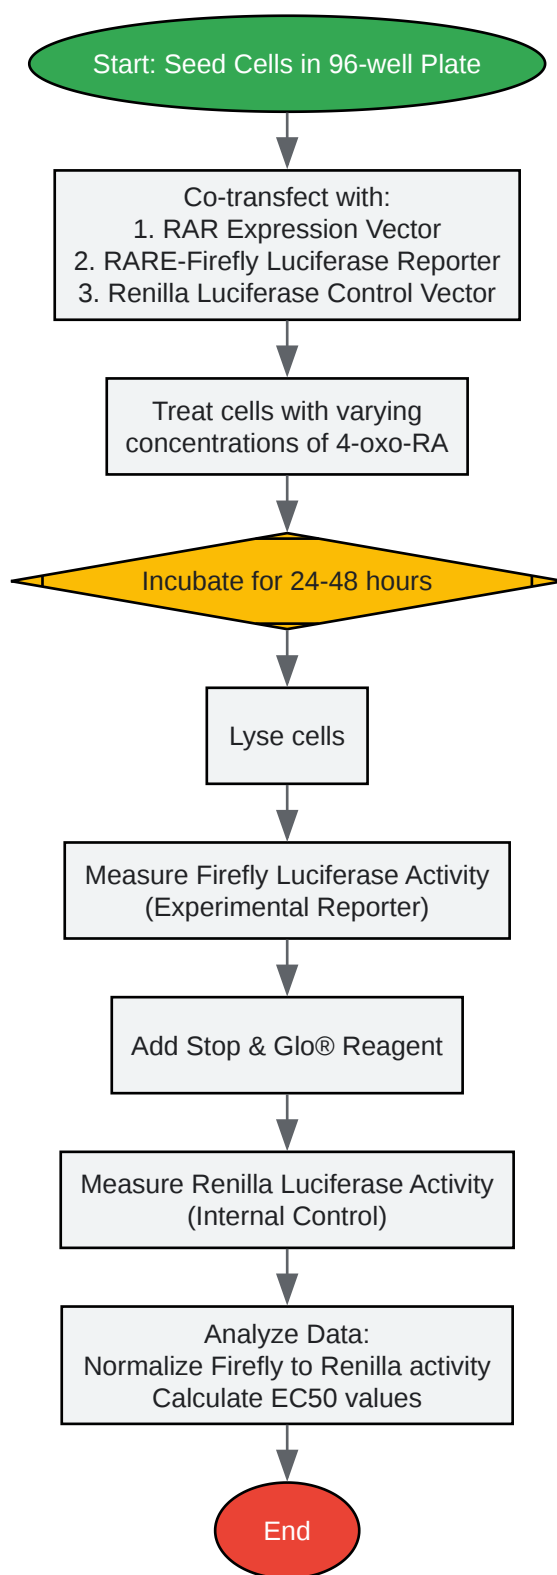 Start: Seed Cells in 96-well Plate
Co-transfect with:
1. RAR Expression Vector
2. RARE-Firefly Luciferase Reporter
3. Renilla Luciferase Control Vector
Treat cells with varying
concentrations of 4-oxo-RA
Incubate for 24-48 hours
Lyse cells
Measure Firefly Luciferase Activity
(Experimental Reporter)
Add Stop & Glo® Reagent
Measure Renilla Luciferase Activity
(Internal Control)
Analyze Data:
Normalize Firefly to Renilla activity
Calculate EC50 values
End